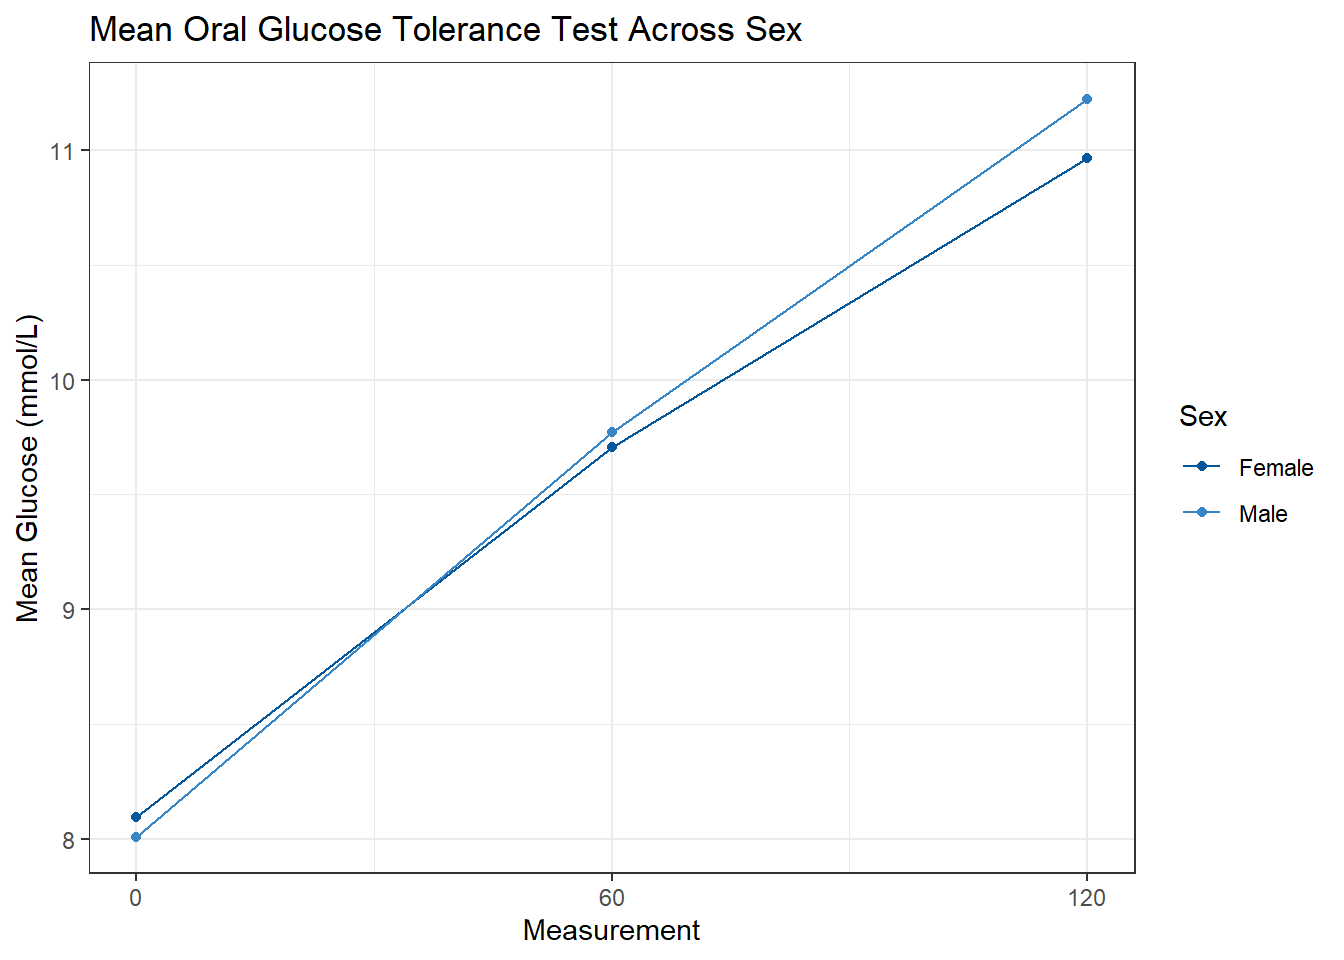 Mean Oral Glucose Tolerance Test Across Sex
Mean Glucose (mmol/L)
11
10
9
8
0 60 120
Measurement
Sex
Female
Male